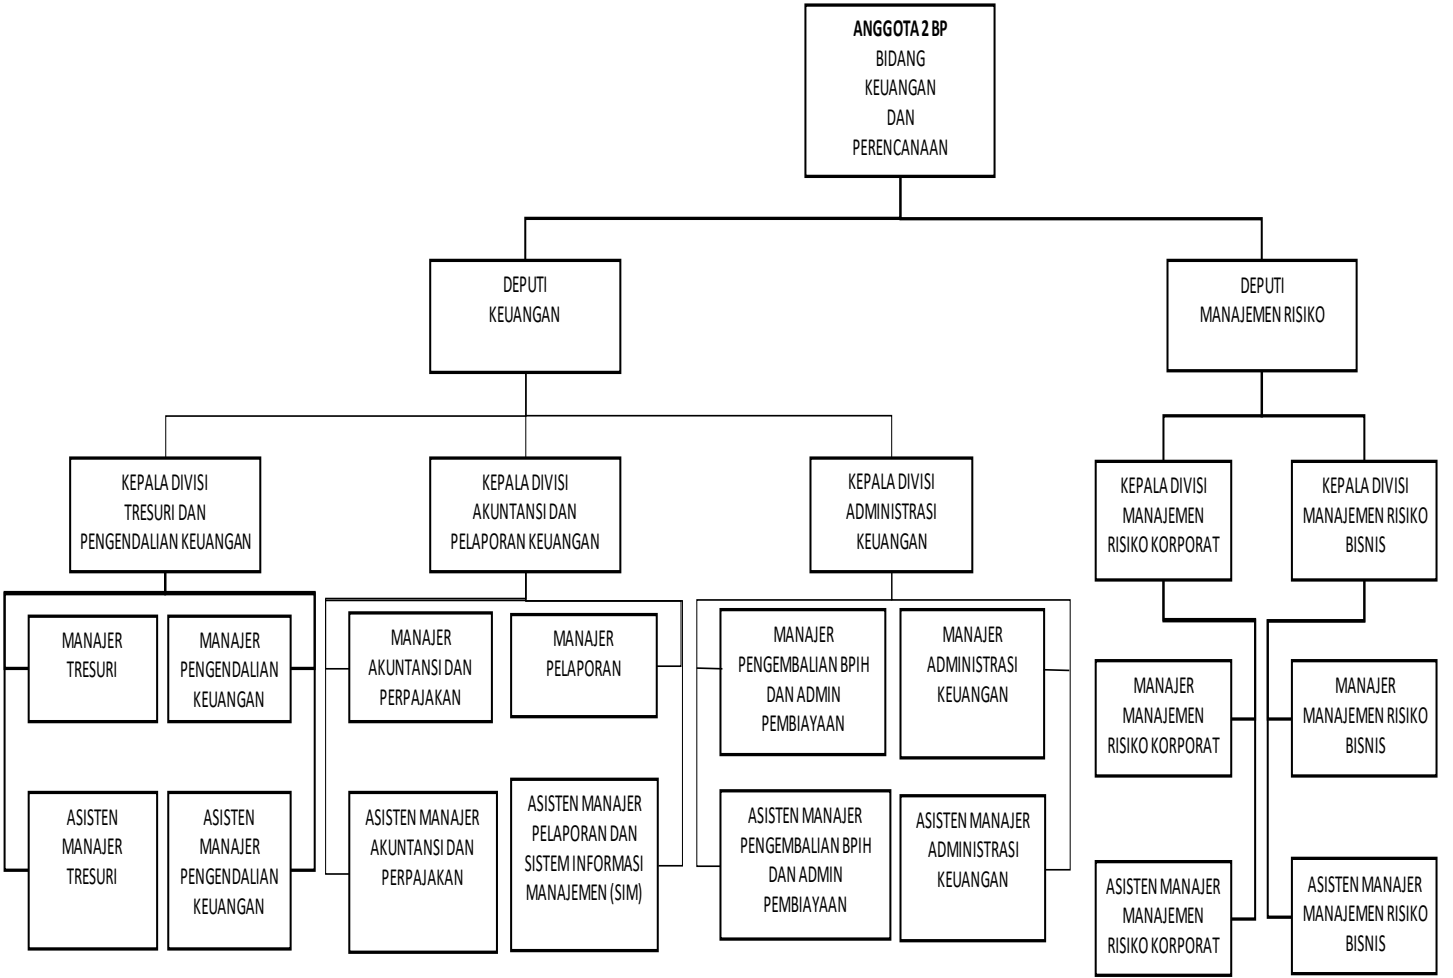 ANGGOTA 2 BP
BIDANG
KEUANGAN
DAN
PERENCANAAN
DEPUTI
KEUANGAN
DEPUTI
MANAJEMEN RISIKO
KEPALA DIVISI
TRESURI DAN
PENGENDALIAN KEUANGAN
KEPALA DIVISI
AKUNTANSI DAN
PELAPORAN KEUANGAN
KEPALA DIVISI
ADMINISTRASI
KEUANGAN
KEPALA DIVISI
MANAJEMEN
RISIKO KORPORAT
KEPALA DIVISI
MANAJEMEN RISIKO
BISNIS
MANAJER
TRESURI
MANAJER
PENGENDALIAN
KEUANGAN
MANAJER
AKUNTANSI DAN
PERPAJAKAN
MANAJER
PELAPORAN
MANAJER
PENGEMBALIAN BPIH
DAN ADMIN
PEMBIAYAAN
MANAJER
ADMINISTRASI
KEUANGAN
MANAJER
MANAJEMEN
RISIKO KORPORAT
MANAJER
MANAJEMEN RISIKO
BISNIS
ASISTEN
MANAJER
TRESURI
ASISTEN
MANAJER
PENGENDALIAN
KEUANGAN
ASISTEN MANAJER
AKUNTANSI DAN
PERPAJAKAN
ASISTEN MANAJER
PELAPORAN DAN
SISTEM INFORMASI
MANAJEMEN (SIM)
ASISTEN MANAJER
PENGEMBALIAN BPIH
DAN ADMIN
PEMBIAYAAN
ASISTEN MANAJER
ADMINISTRASI
KEUANGAN
ASISTEN MANAJER
MANAJEMEN
RISIKO KORPORAT
ASISTEN MANAJER
MANAJEMEN RISIKO
BISNIS